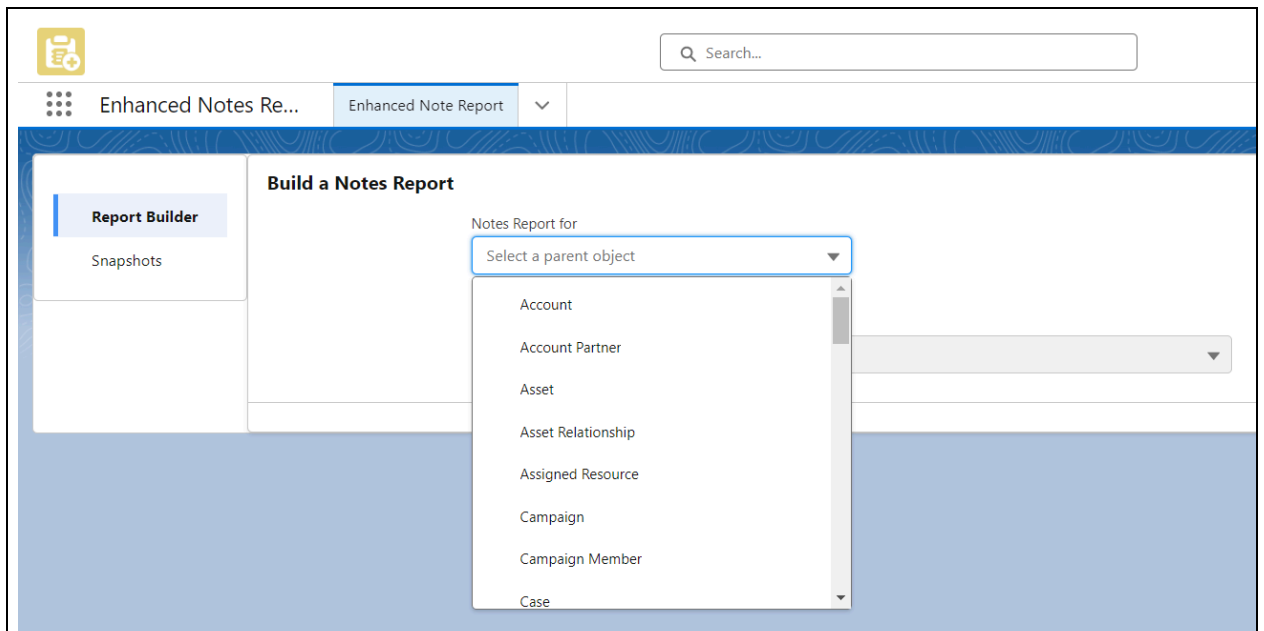 Search...
Enhanced Notes Re...
Enhanced Note Report
Report Builder
Snapshots
Build a Notes Report
Notes Report for
Select a parent object
Account
Account Partner
Asset
Asset Relationship
Assigned Resource
Campaign
Campaign Member
Case